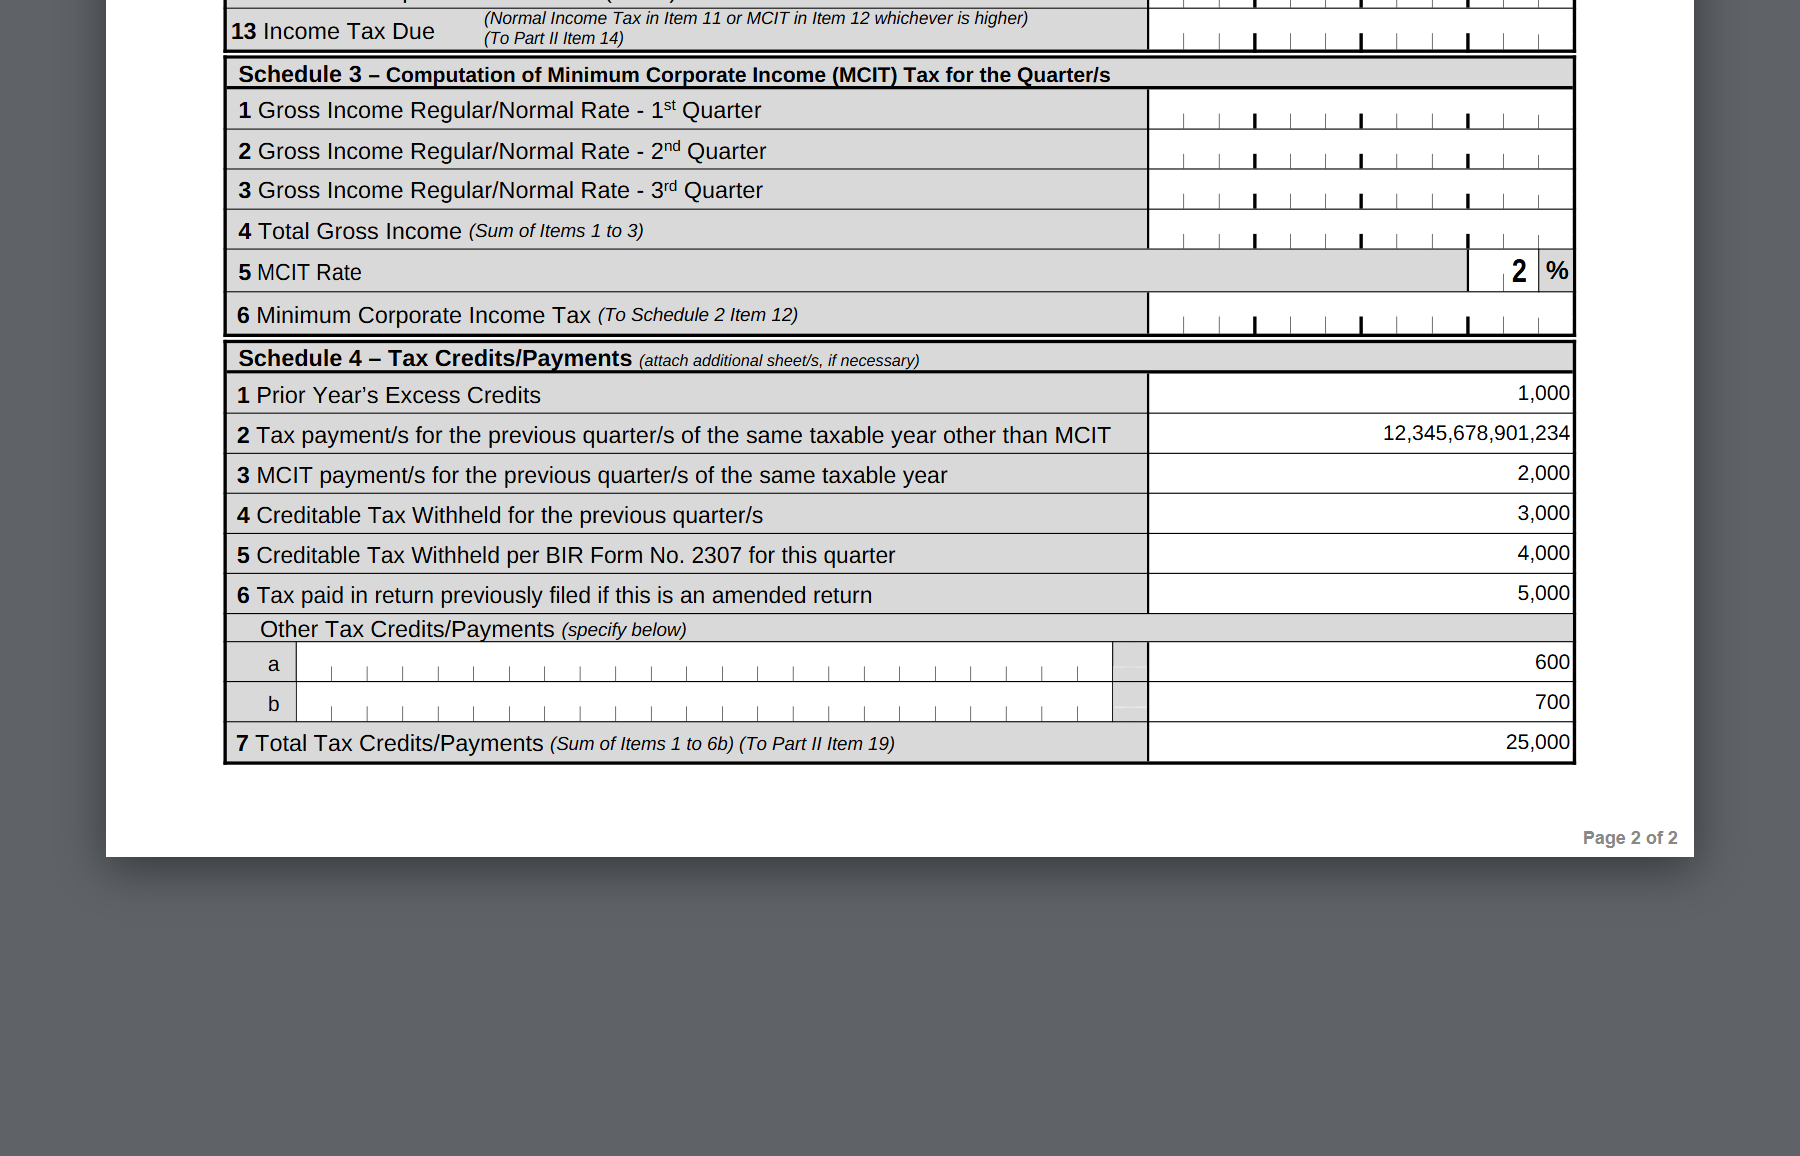 13 Income Tax Due (Normal Income Tax in Item 11 or MCIT in Item 12 whichever is higher)
(To Part II Item 14)
Schedule 3 – Computation of Minimum Corporate Income (MCIT) Tax for the Quarter/s
1 Gross Income Regular/Normal Rate - 1st Quarter
2 Gross Income Regular/Normal Rate - 2nd Quarter
3 Gross Income Regular/Normal Rate - 3rd Quarter
4 Total Gross Income (Sum of Items 1 to 3)
5 MCIT Rate 2 %
6 Minimum Corporate Income Tax (To Schedule 2 Item 12)
Schedule 4 – Tax Credits/Payments (attach additional sheet/s, if necessary)
1 Prior Year’s Excess Credits 1,000
2 Tax payment/s for the previous quarter/s of the same taxable year other than MCIT 12,345,678,901,234
3 MCIT payment/s for the previous quarter/s of the same taxable year 2,000
4 Creditable Tax Withheld for the previous quarter/s 3,000
5 Creditable Tax Withheld per BIR Form No. 2307 for this quarter 4,000
6 Tax paid in return previously filed if this is an amended return 5,000
Other Tax Credits/Payments (specify below)
a 600
b 700
7 Total Tax Credits/Payments (Sum of Items 1 to 6b) (To Part II Item 19) 25,000
Page 2 of 2